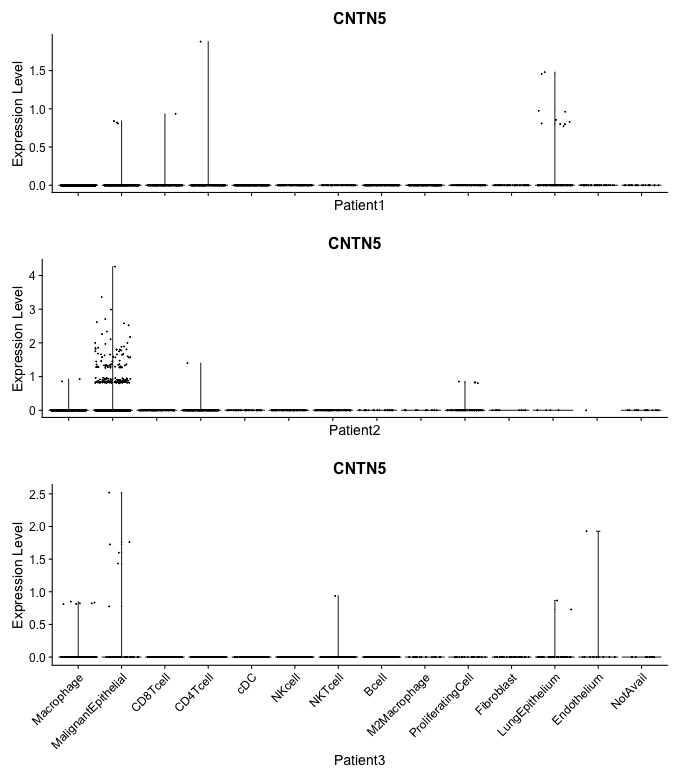 CNTN5
Expression Level
1.5
1.0
0.5
0.0
Patient1
CNTN5
Expression Level
4
3
2
1
0
Patient2
CNTN5
Expression Level
2.5
2.0
1.5
1.0
0.5
0.0
Macrophage
MalignantEpithelial
CD8Tcell
CD4Tcell
cDC
NKcell
NKTcell
Bcell
M2Macrophage
ProliferatingCell
Fibroblast
LungEpithelium
Endothelium
NotAvail
Patient3